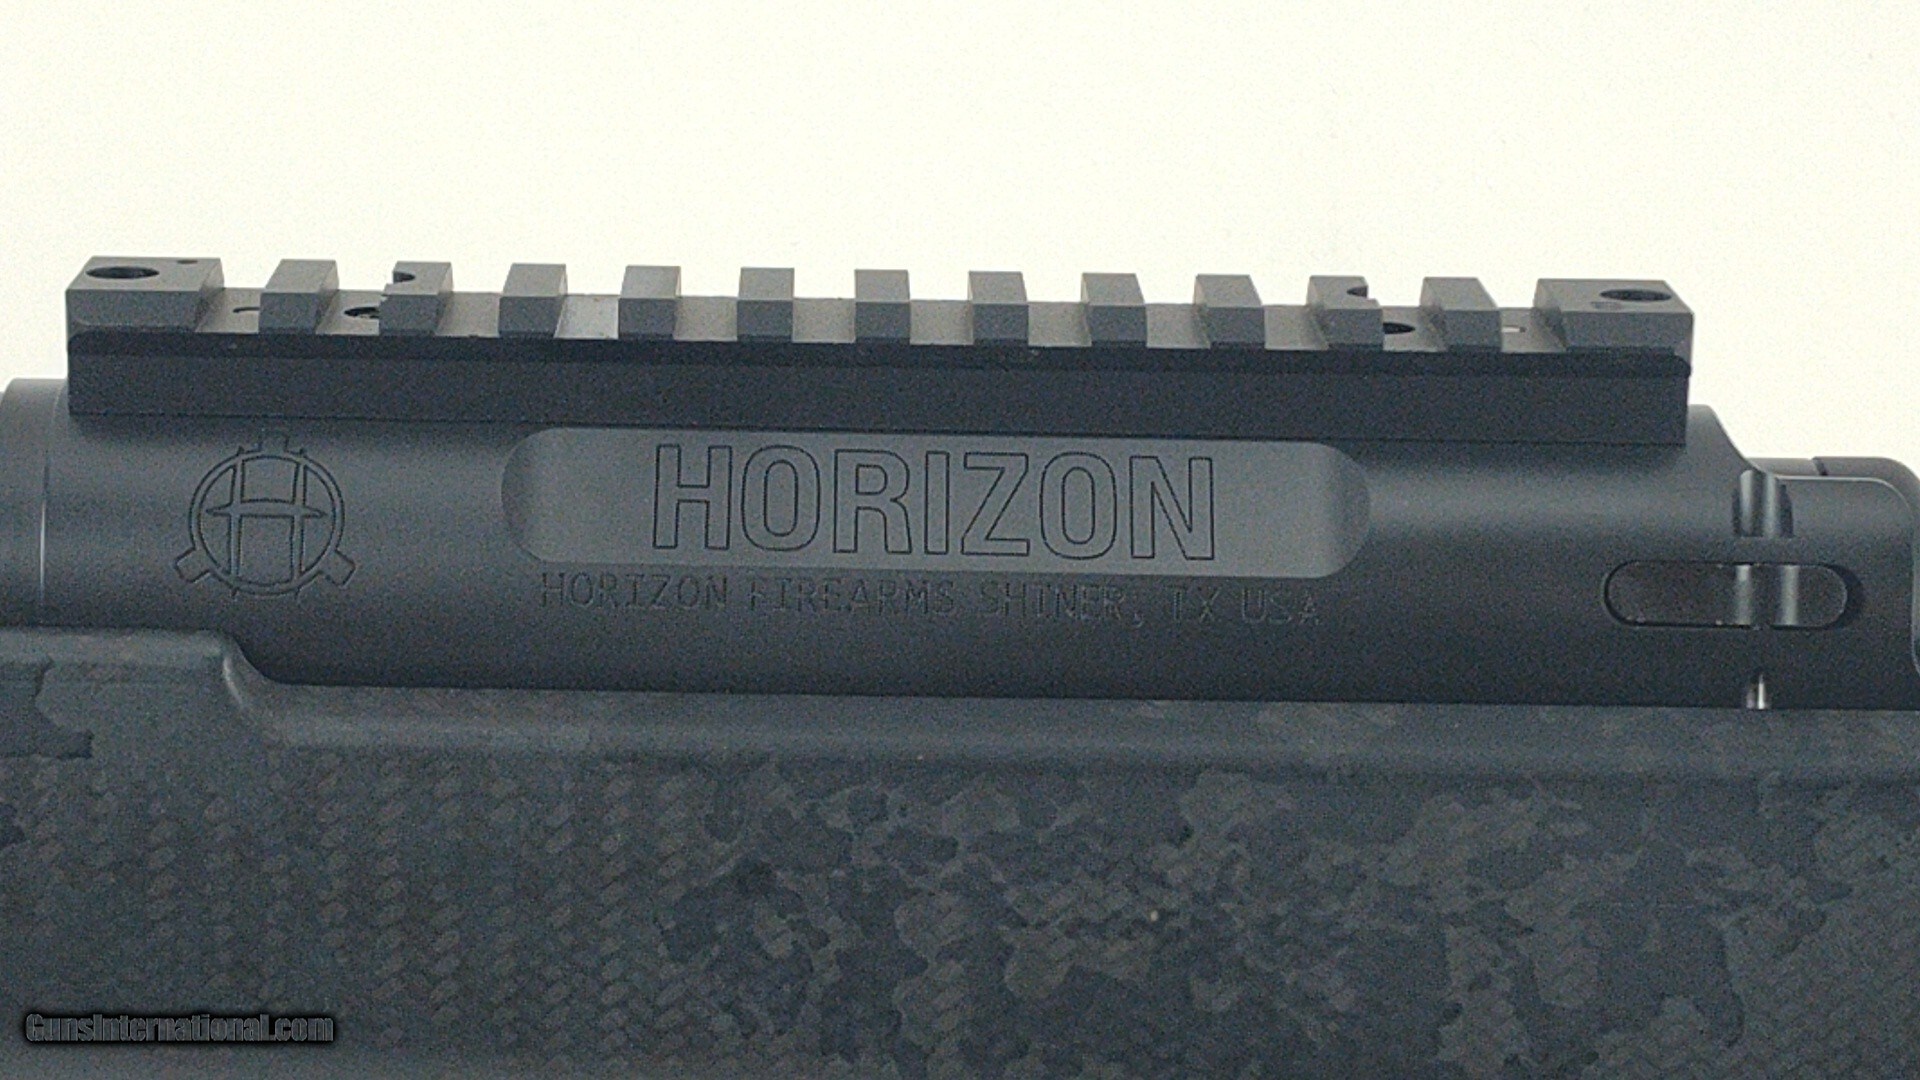 HORIZON
HORIZON FIREARMS SHINER, TX USA
GunsInternational.com